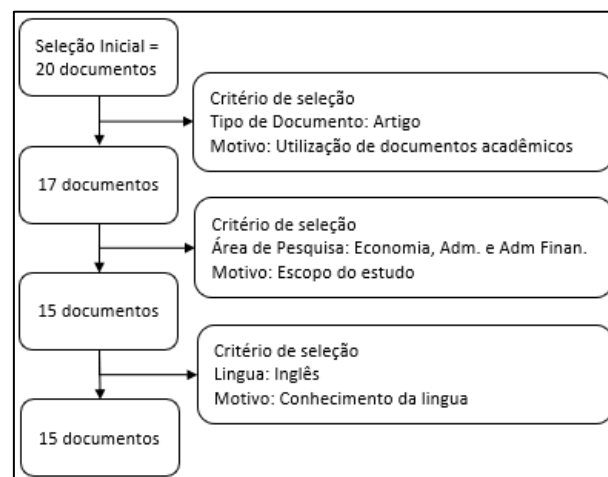 Seleção Inicial =
20 documentos
Critério de seleção
Tipo de Documento: Artigo
Motivo: Utilização de documentos acadêmicos
17 documentos
Critério de seleção
Área de Pesquisa: Economia, Adm. e Adm Finan.
Motivo: Escopo do estudo
15 documentos
Critério de seleção
Lingua: Inglês
Motivo: Conhecimento da lingua
15 documentos